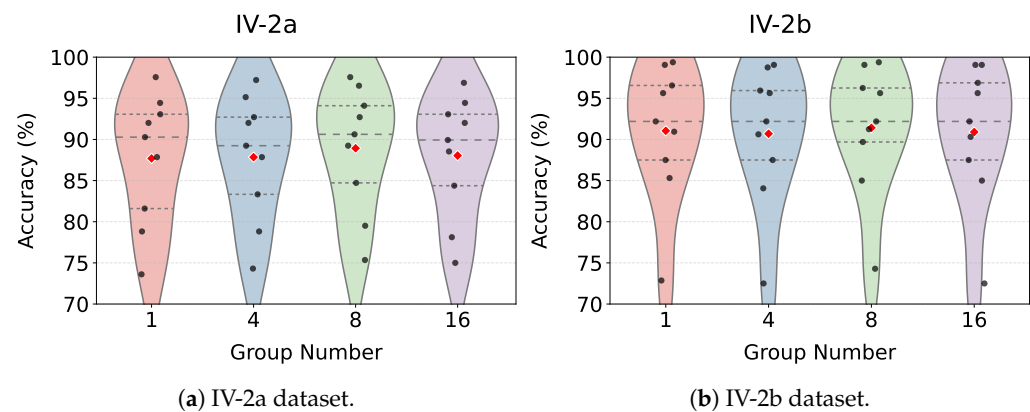 IV-2a
100
95
90
85
80
75
70
Accuracy (%)
1 4 8 16
Group Number
(a) IV-2a dataset.
IV-2b
100
95
90
85
80
75
70
Accuracy (%)
1 4 8 16
Group Number
(b) IV-2b dataset.